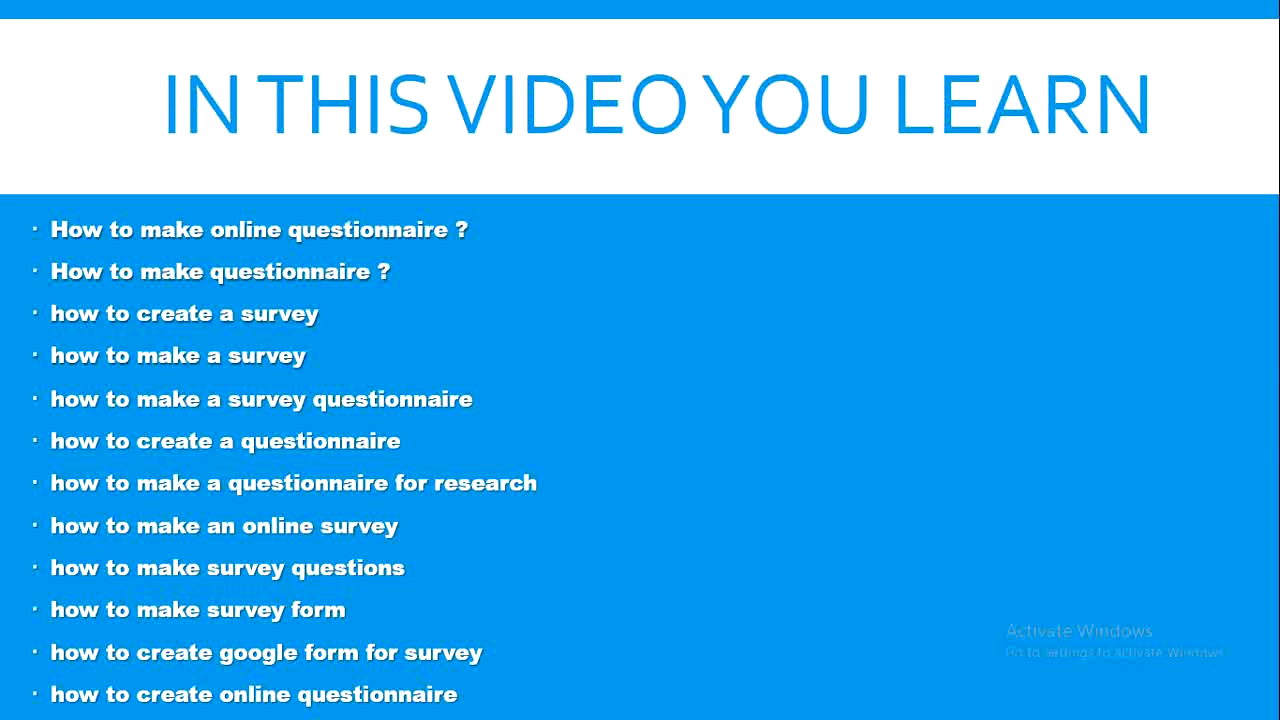 IN THIS VIDEO YOU LEARN
· How to make online questionnaire ?
· How to make questionnaire ?
· how to create a survey
· how to make a survey
· how to make a survey questionnaire
· how to create a questionnaire
· how to make a questionnaire for research
· how to make an online survey
· how to make survey questions
· how to make survey form
· how to create google form for survey
· how to create online questionnaire
Activate Windows
Go to settings to activate Windows.